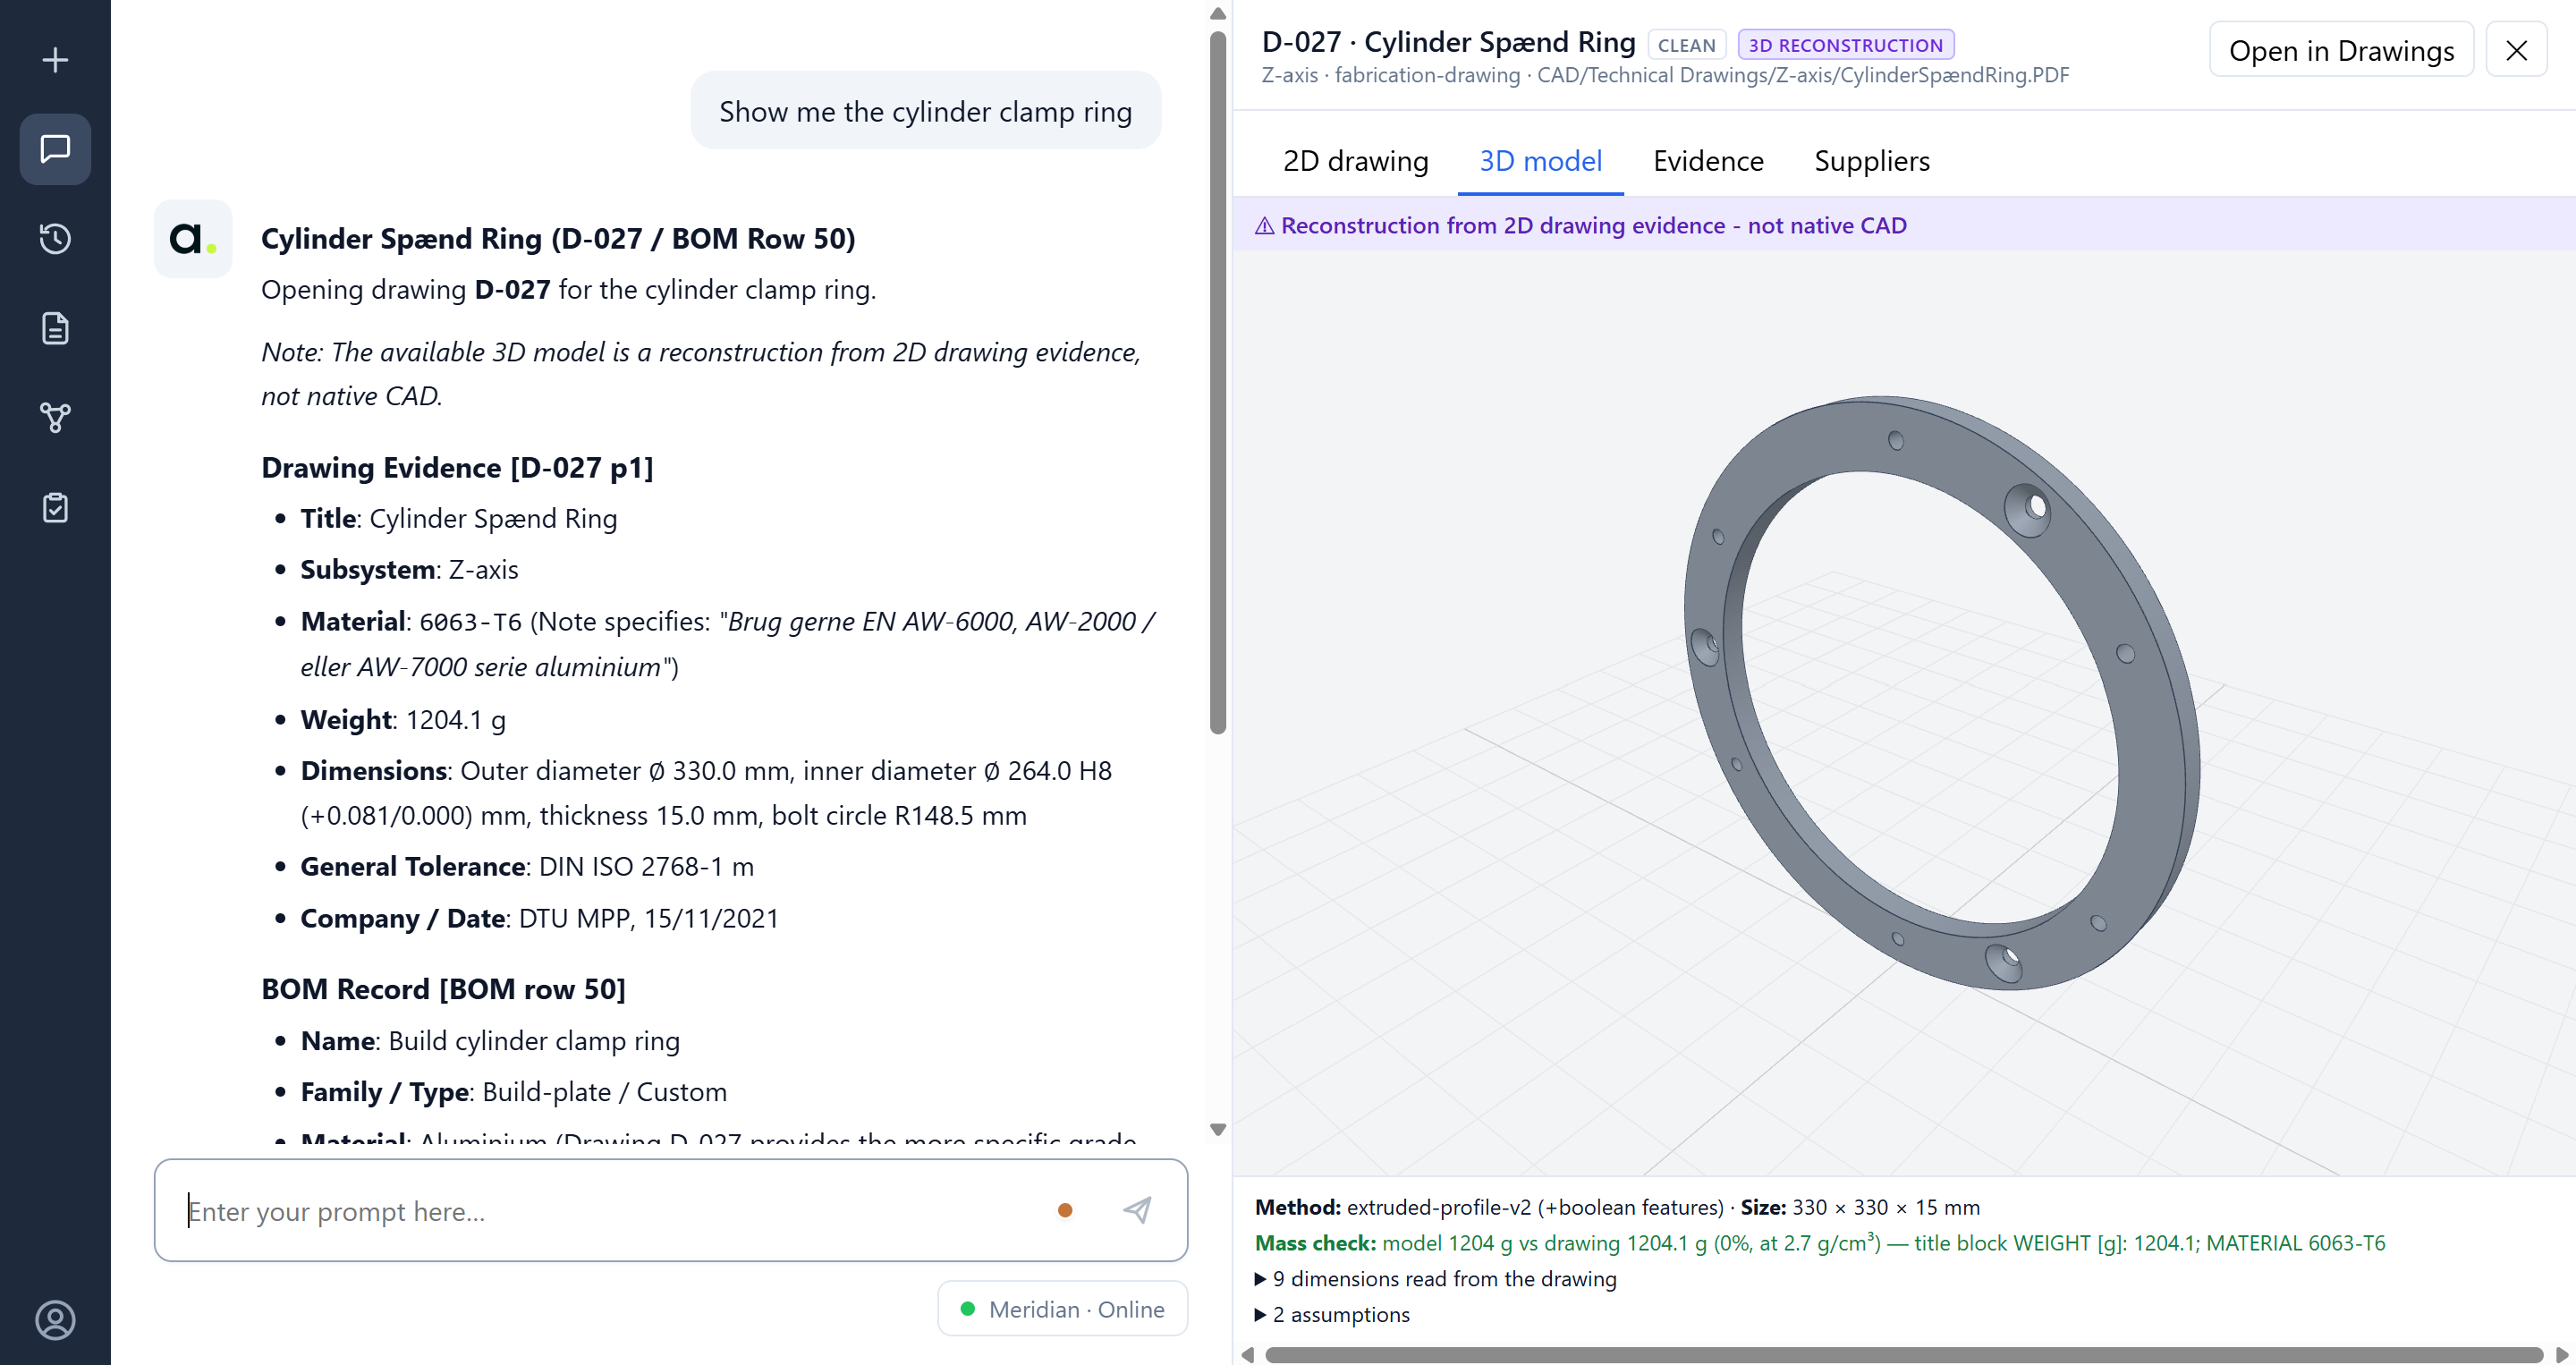 Show me the cylinder clamp ring
a.
Cylinder Spænd Ring (D-027 / BOM Row 50)
Opening drawing D-027 for the cylinder clamp ring.
Note: The available 3D model is a reconstruction from 2D drawing evidence,
not native CAD.
Drawing Evidence [D-027 p1]
• Title: Cylinder Spænd Ring
• Subsystem: Z-axis
• Material: 6063-T6 (Note specifies: "Brug gerne EN AW-6000, AW-2000 /
eller AW-7000 serie aluminium")
• Weight: 1204.1 g
• Dimensions: Outer diameter Ø 330.0 mm, inner diameter Ø 264.0 H8
(+0.081/0.000) mm, thickness 15.0 mm, bolt circle R148.5 mm
• General Tolerance: DIN ISO 2768-1 m
• Company / Date: DTU MPP, 15/11/2021
BOM Record [BOM row 50]
• Name: Build cylinder clamp ring
• Family / Type: Build-plate / Custom
• Material: Aluminium (Drawing D-027 provides the more specific grade
Enter your prompt here...
Meridian · Online
D-027 · Cylinder Spænd Ring CLEAN 3D RECONSTRUCTION
Z-axis · fabrication-drawing · CAD/Technical Drawings/Z-axis/CylinderSpændRing.PDF
Open in Drawings
2D drawing 3D model Evidence Suppliers
⚠ Reconstruction from 2D drawing evidence - not native CAD
Method: extruded-profile-v2 (+boolean features) · Size: 330 × 330 × 15 mm
Mass check: model 1204 g vs drawing 1204.1 g (0%, at 2.7 g/cm³) — title block WEIGHT [g]: 1204.1; MATERIAL 6063-T6
▶ 9 dimensions read from the drawing
▶ 2 assumptions